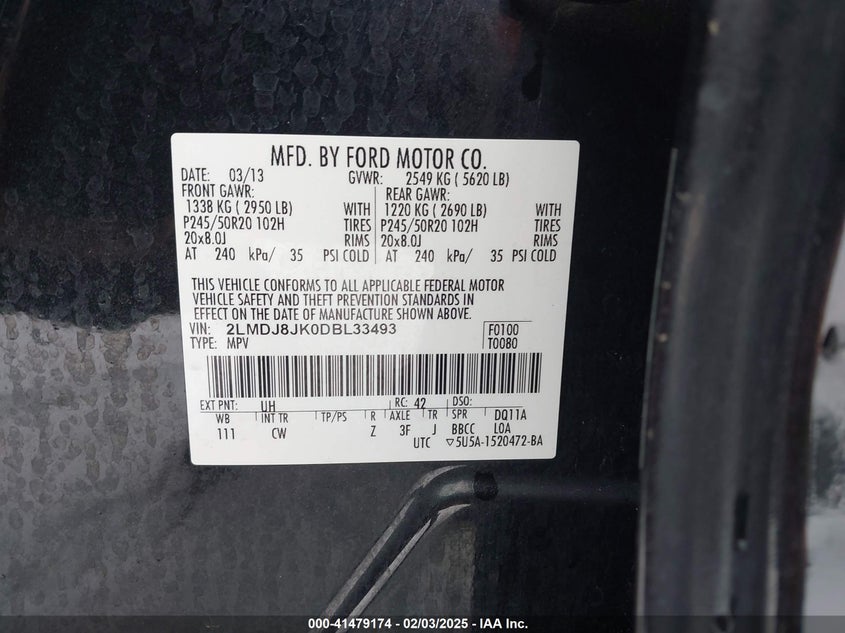 MFD. BY FORD MOTOR CO.
DATE: 03/13 GVWR: 2549 KG ( 5620 LB)
FRONT GAWR: REAR GAWR:
1338 KG ( 2950 LB) WITH 1220 KG ( 2690 LB) WITH
P245/50R20 102H TIRES P245/50R20 102H TIRES
20x8.0J RIMS 20x8.0J RIMS
AT 240 kPa/ 35 PSI COLD AT 240 kPa/ 35 PSI COLD
THIS VEHICLE CONFORMS TO ALL APPLICABLE FEDERAL MOTOR
VEHICLE SAFETY AND THEFT PREVENTION STANDARDS IN
EFFECT ON THE DATE OF MANUFACTURE SHOWN ABOVE.
VIN: 2LMDJ8JK0DBL33493 F0100
TYPE: MPV T0080
EXT PNT: UH RC: 42 DSO:
WB INT TR TP/PS R AXLE TR SPR DQ11A
111 CW Z 3F J BBCC LOA
UTC ▽5U5A-1520472-BA
000-41479174 - 02/03/2025 - IAA Inc.